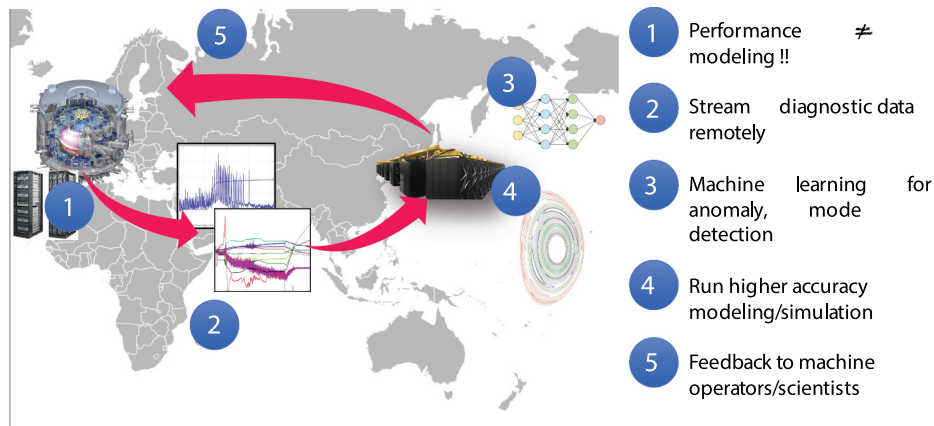 5
3
1
4
2
1 Performance ≠
modeling !!
2 Stream diagnostic data
remotely
3 Machine learning for
anomaly, mode
detection
4 Run higher accuracy
modeling/simulation
5 Feedback to machine
operators/scientists